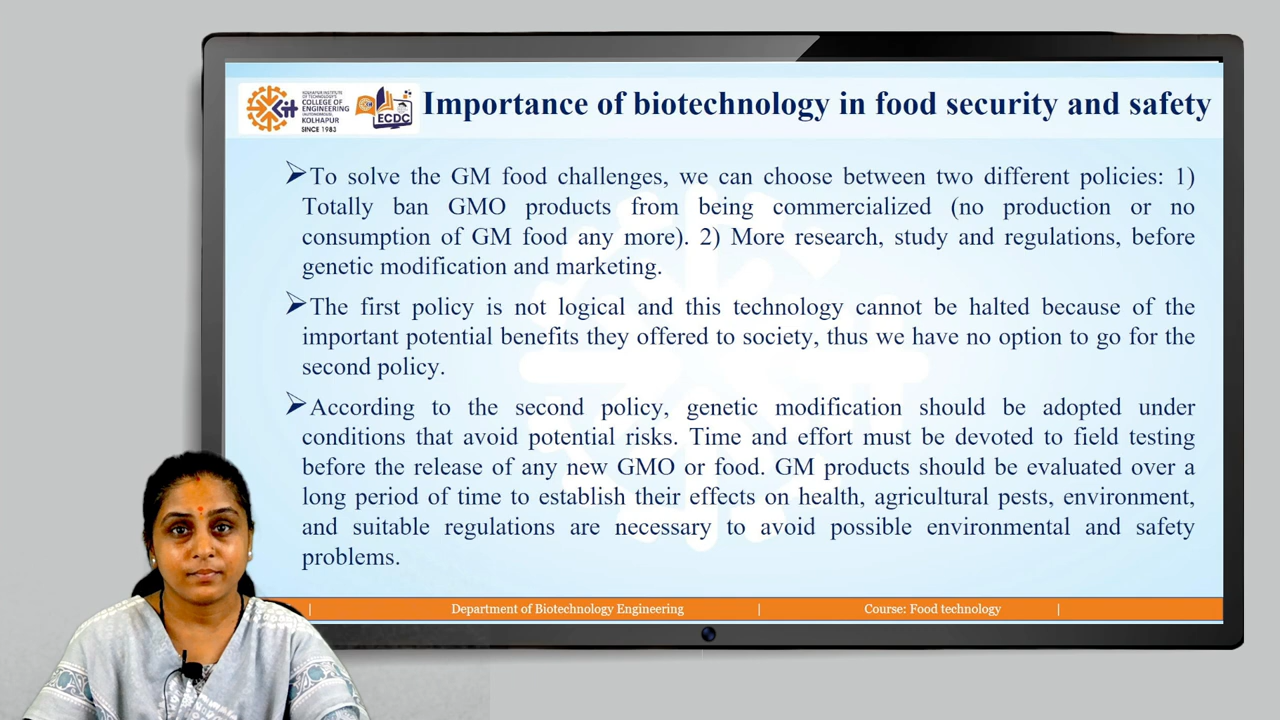 KOLHAPUR INSTITUTE
OF TECHNOLOGY'S
COLLEGE OF
ENGINEERING
(AUTONOMOUS),
KOLHAPUR
SINCE 1983
ECDC
Importance of biotechnology in food security and safety
➢To solve the GM food challenges, we can choose between two different policies: 1)
Totally ban GMO products from being commercialized (no production or no
consumption of GM food any more). 2) More research, study and regulations, before
genetic modification and marketing.
➢The first policy is not logical and this technology cannot be halted because of the
important potential benefits they offered to society, thus we have no option to go for the
second policy.
➢According to the second policy, genetic modification should be adopted under
conditions that avoid potential risks. Time and effort must be devoted to field testing
before the release of any new GMO or food. GM products should be evaluated over a
long period of time to establish their effects on health, agricultural pests, environment,
and suitable regulations are necessary to avoid possible environmental and safety
problems.
| Department of Biotechnology Engineering | Course: Food technology |